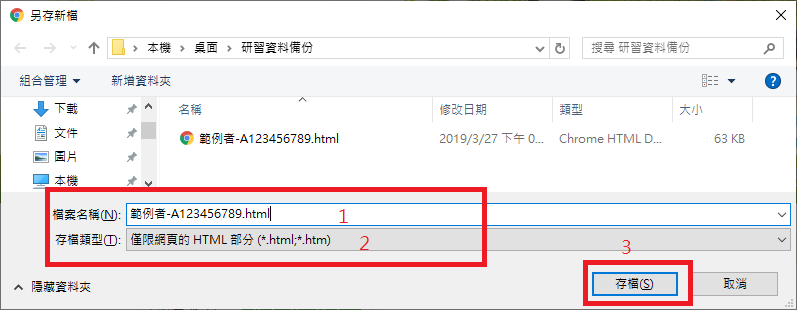 另存新檔
本機 桌面 研習資料備份
搜尋 研習資料備份
組合管理 新增資料夾
名稱 修改日期 類型 大小
下載
範例者-A123456789.html 2019/3/27 下午 0... Chrome HTML D... 63 KB
文件
圖片
本機
檔案名稱(N): 範例者-A123456789.html 1
存檔類型(T): 僅限網頁的 HTML 部分 (*.html;*.htm) 2
3
隱藏資料夾 存檔(S) 取消